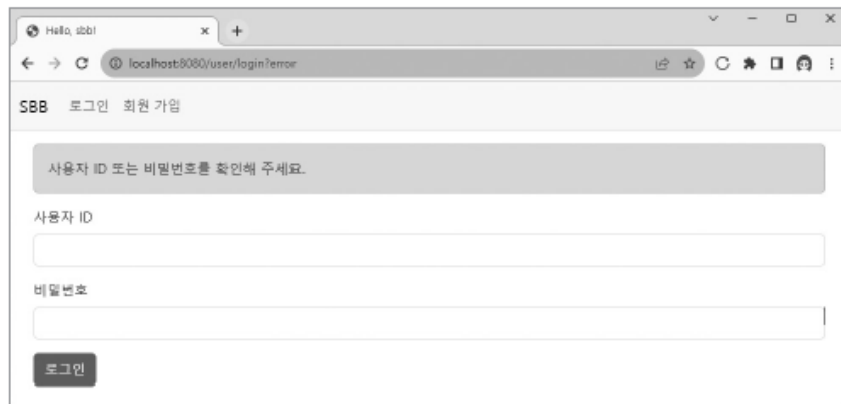 Hello, sbb!
localhost:8080/user/login?error
SBB 로그인 회원 가입
사용자 ID 또는 비밀번호를 확인해 주세요.
사용자 ID
비밀번호
로그인